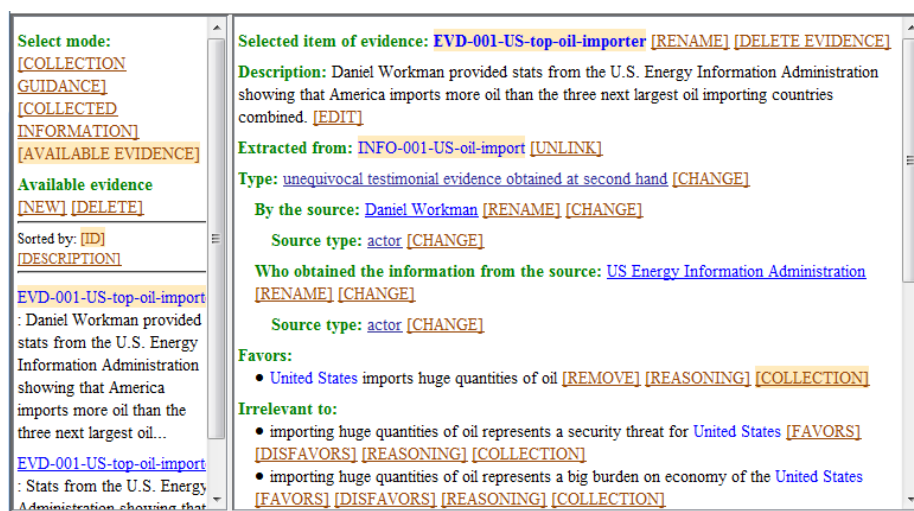 Select mode:
[COLLECTION
GUIDANCE]
[COLLECTED
INFORMATION]
[AVAILABLE EVIDENCE]
Available evidence
[NEW] [DELETE]
Sorted by: [ID]
[DESCRIPTION]
EVD-001-US-top-oil-importe
: Daniel Workman provided
stats from the U.S. Energy
Information Administration
showing that America
imports more oil than the
three next largest oil...
EVD-001-US-top-oil-import
: Stats from the U.S. Energy
Administration showing that
Selected item of evidence: EVD-001-US-top-oil-importer [RENAME] [DELETE EVIDENCE]
Description: Daniel Workman provided stats from the U.S. Energy Information Administration
showing that America imports more oil than the three next largest oil importing countries
combined. [EDIT]
Extracted from: INFO-001-US-oil-import [UNLINK]
Type: unequivocal testimonial evidence obtained at second hand [CHANGE]
By the source: Daniel Workman [RENAME] [CHANGE]
Source type: actor [CHANGE]
Who obtained the information from the source: US Energy Information Administration
[RENAME] [CHANGE]
Source type: actor [CHANGE]
Favors:
● United States imports huge quantities of oil [REMOVE] [REASONING] [COLLECTION]
Irrelevant to:
● importing huge quantities of oil represents a security threat for United States [FAVORS]
[DISFAVORS] [REASONING] [COLLECTION]
● importing huge quantities of oil represents a big burden on economy of the United States
[FAVORS] [DISFAVORS] [REASONING] [COLLECTION]